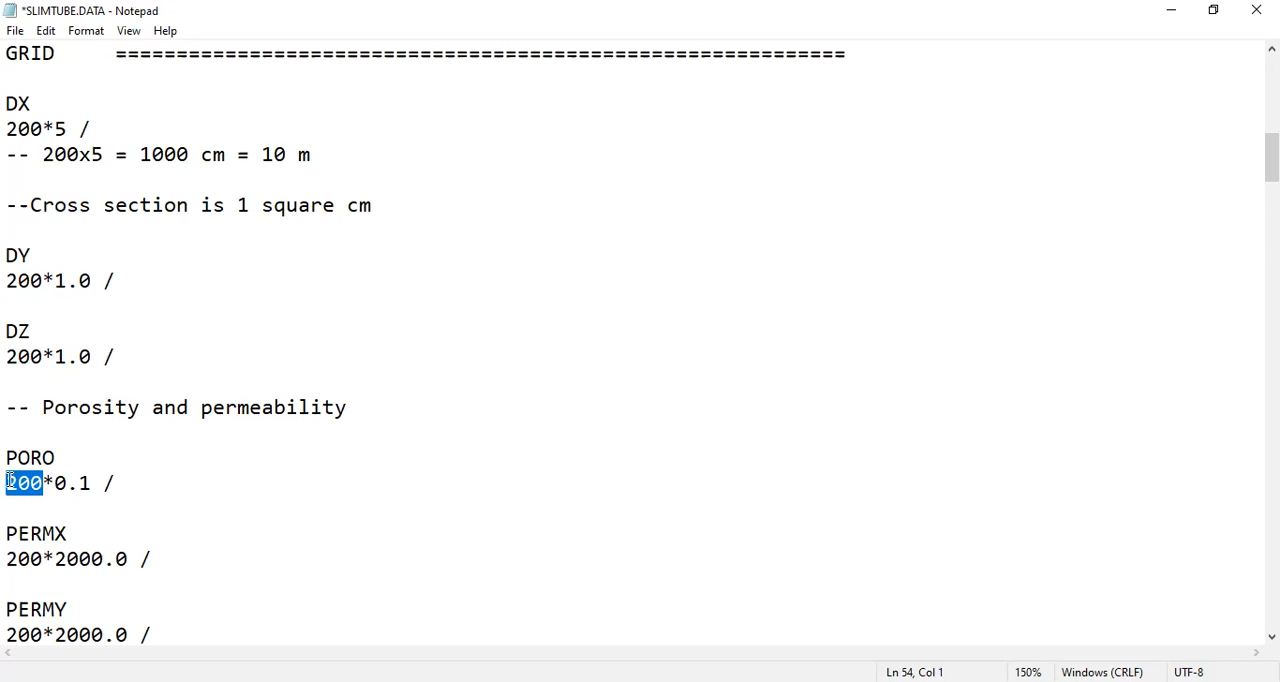 *SLIMTUBE.DATA - Notepad
File Edit Format View Help
GRID ============================================================
DX
200*5 /
-- 200x5 = 1000 cm = 10 m
--Cross section is 1 square cm
DY
200*1.0 /
DZ
200*1.0 /
-- Porosity and permeability
PORO
200*0.1 /
PERMX
200*2000.0 /
PERMY
200*2000.0 /
Ln 54, Col 1 150% Windows (CRLF) UTF-8